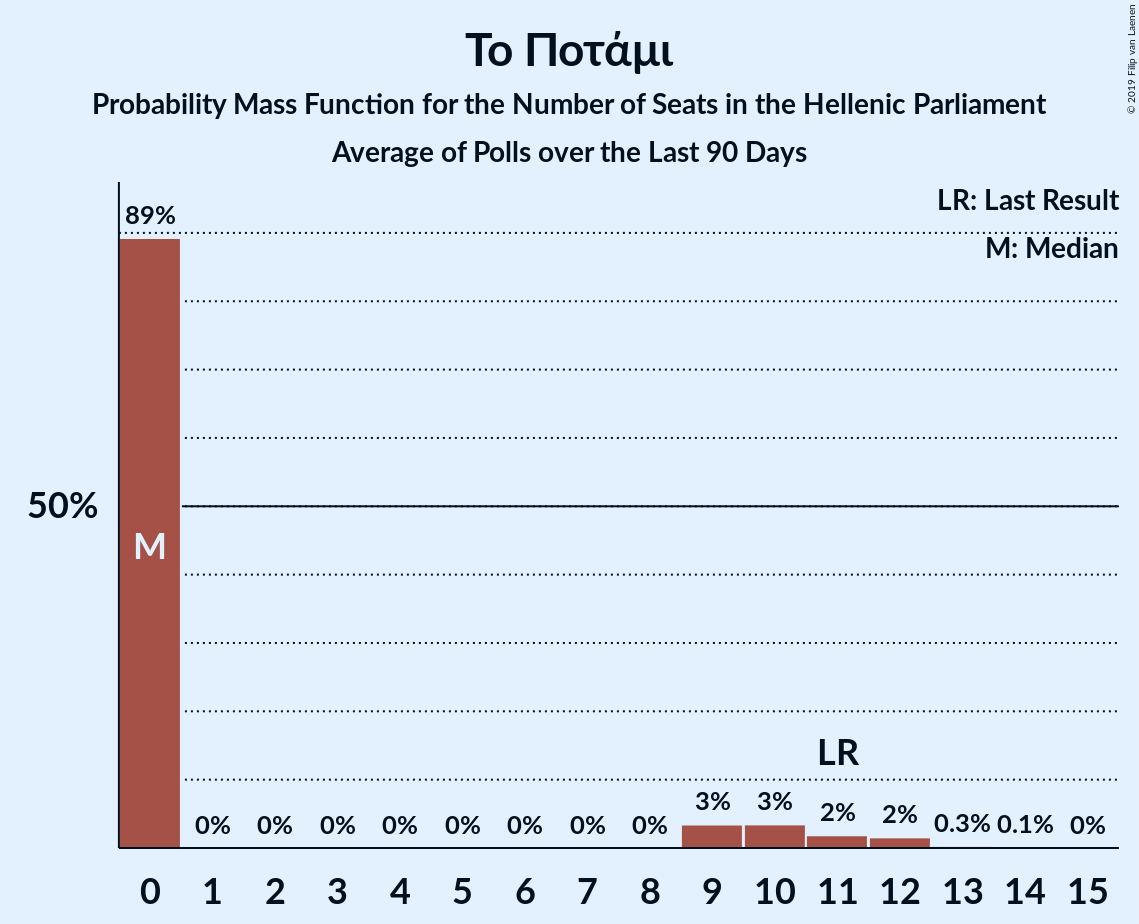 Το Ποτάμι
Probability Mass Function for the Number of Seats in the Hellenic Parliament
Average of Polls over the Last 90 Days
© 2019 Filip van Laenen
LR: Last Result
M: Median
89%
50%
M
LR
0% 0% 0% 0% 0% 0% 0% 0% 3% 3% 2% 2% 0.3% 0.1% 0%
0 1 2 3 4 5 6 7 8 9 10 11 12 13 14 15